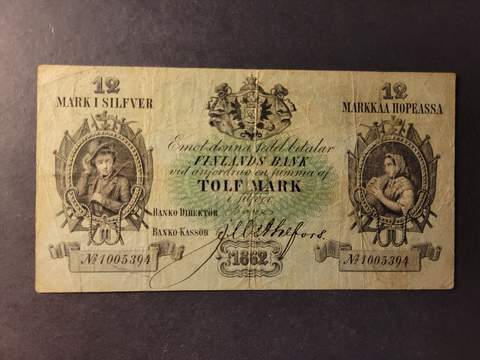 12
MARK I SILFVER
12
MARKKAA HOPEASSA
Emot denna sedel betalar
FINLANDS BANK
vid anfordran en summa af
TOLF MARK
i silfver
BANKO DIREKTÖR
BANKO KASSÖR
№ 1005394
1862
№ 1005394